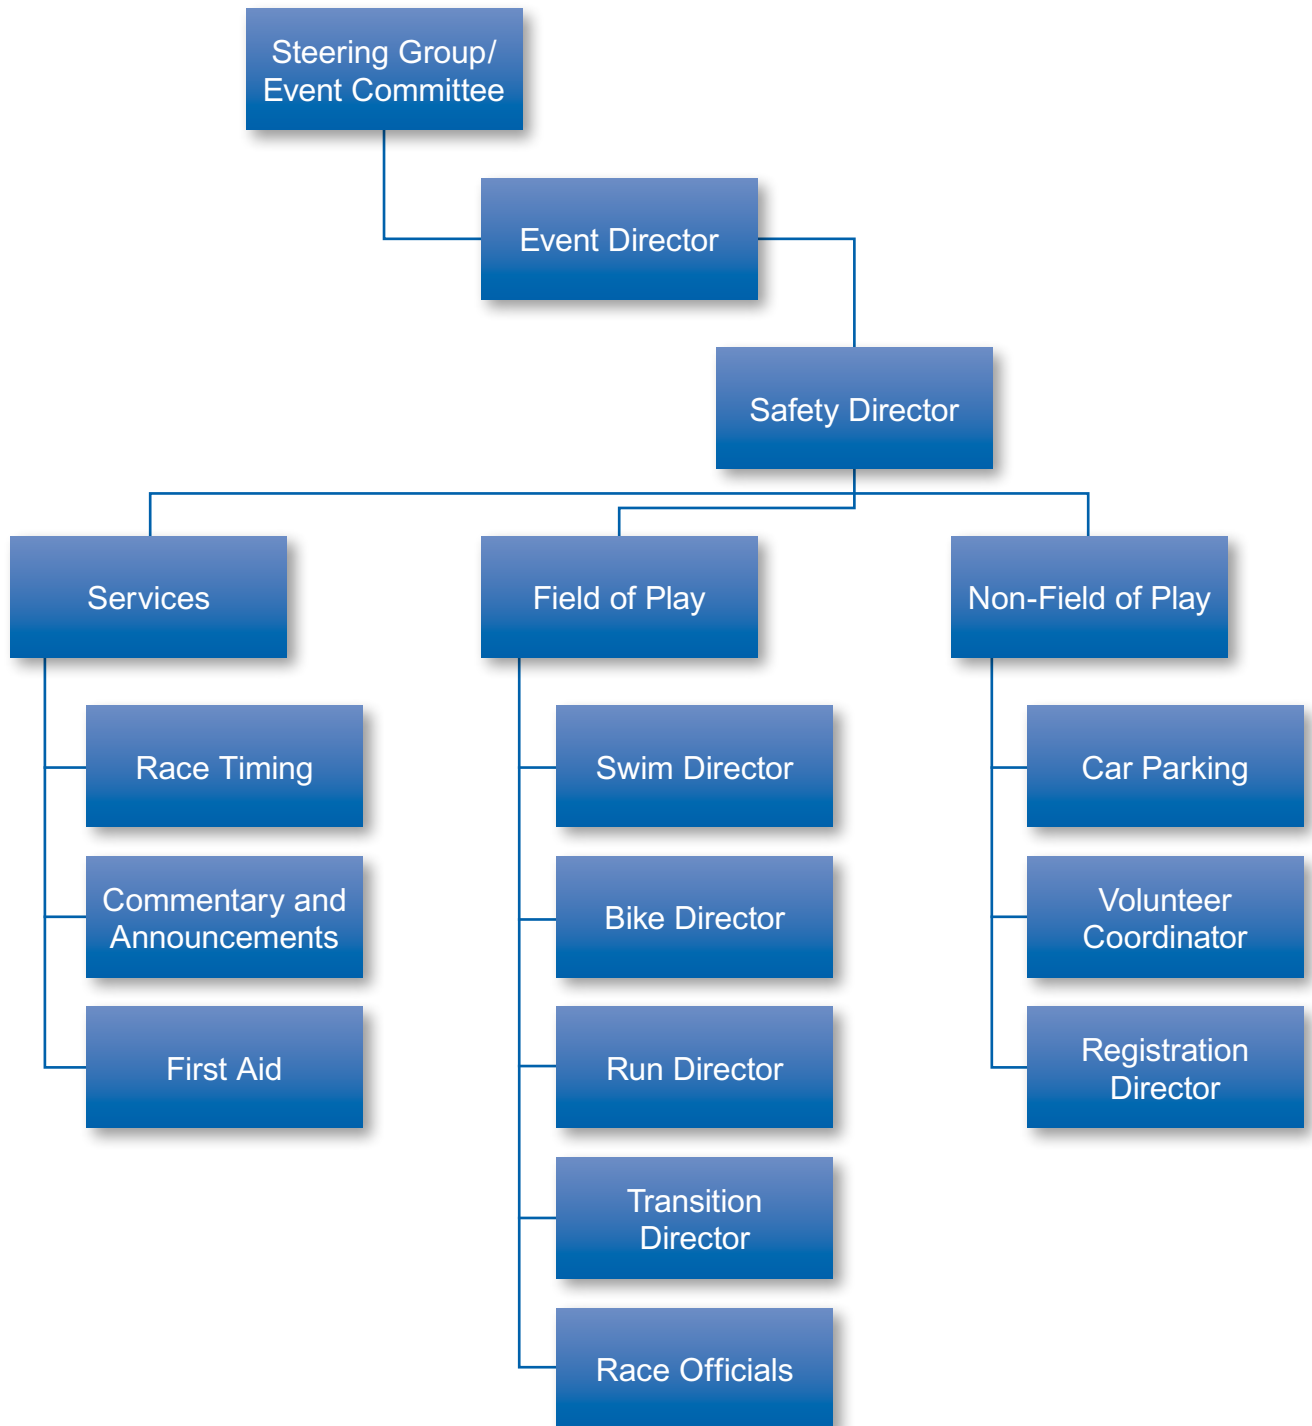 Steering Group/
Event Committee
Event Director
Safety Director
Services
Field of Play
Non-Field of Play
Race Timing
Commentary and
Announcements
First Aid
Swim Director
Bike Director
Run Director
Transition
Director
Race Officials
Car Parking
Volunteer
Coordinator
Registration
Director